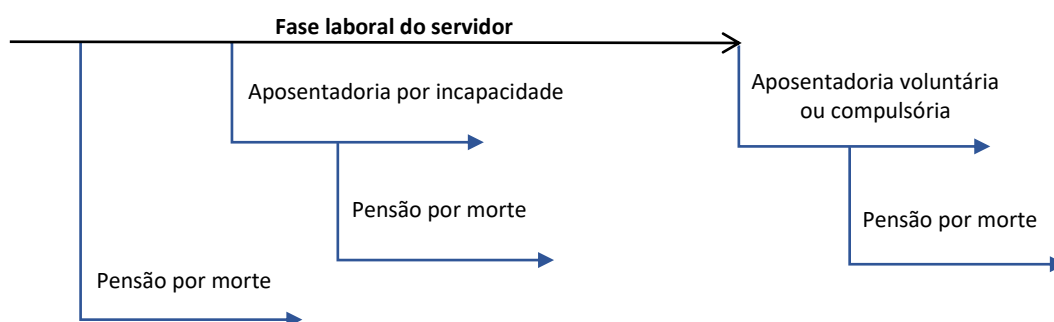 Fase laboral do servidor
Aposentadoria por incapacidade
Aposentadoria voluntária
ou compulsória
Pensão por morte
Pensão por morte
Pensão por morte